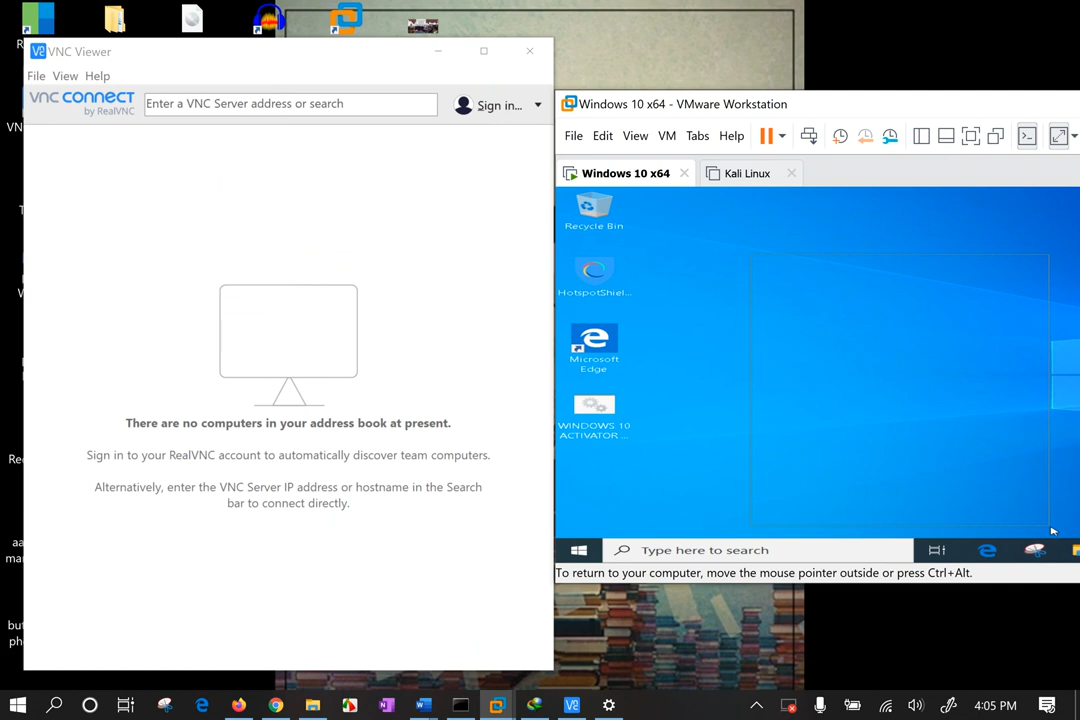 VNC Viewer
File View Help
vnc connect
by RealVNC
Enter a VNC Server address or search
Sign in...
There are no computers in your address book at present.
Sign in to your RealVNC account to automatically discover team computers.
Alternatively, enter the VNC Server IP address or hostname in the Search
bar to connect directly.
Windows 10 x64 - VMware Workstation
File Edit View VM Tabs Help
Windows 10 x64
Kali Linux
Recycle Bin
HotspotShiel...
Microsoft
Edge
WINDOWS 10
ACTIVATOR ...
Type here to search
To return to your computer, move the mouse pointer outside or press Ctrl+Alt.
4:05 PM